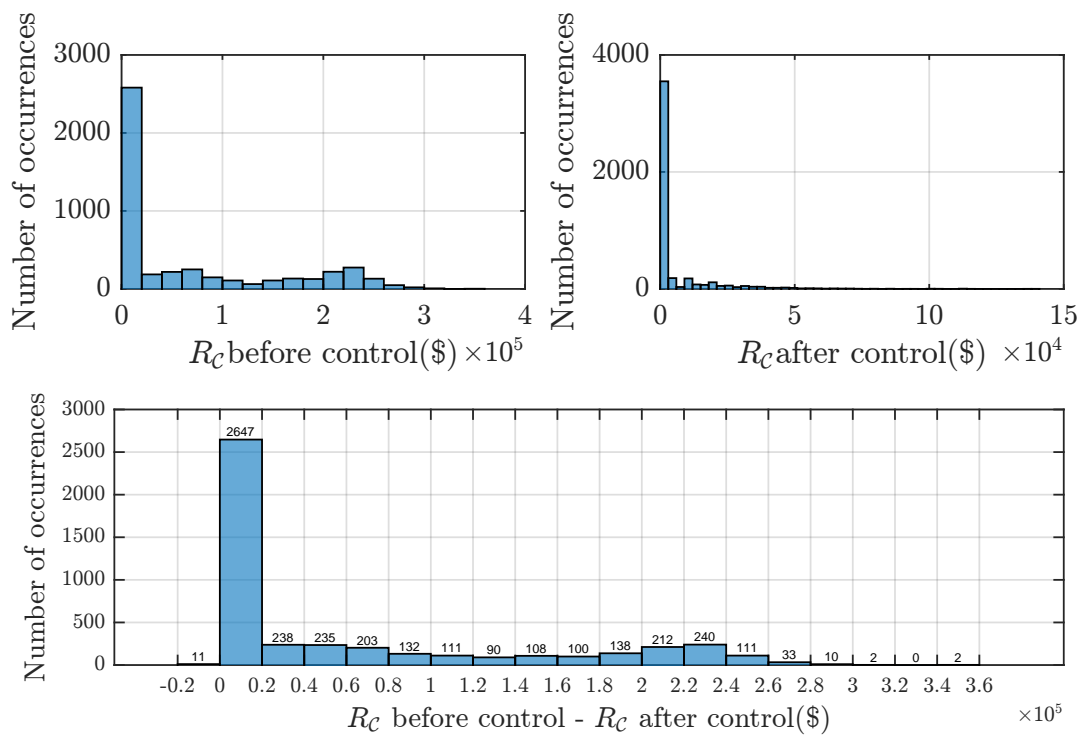 Number of occurrences
3000
2000
1000
0
0 1 2 3 4
R_C before control($) ×10^5
Number of occurrences
4000
2000
0
0 5 10 15
R_C after control($) ×10^4
Number of occurrences
3000
2500
2000
1500
1000
500
0
11 2647 238 235 203 132 111 90 108 100 138 212 240 111 33 10 2 0 2
-0.2 0 0.2 0.4 0.6 0.8 1 1.2 1.4 1.6 1.8 2 2.2 2.4 2.6 2.8 3 3.2 3.4 3.6
×10^5
R_C before control - R_C after control($)